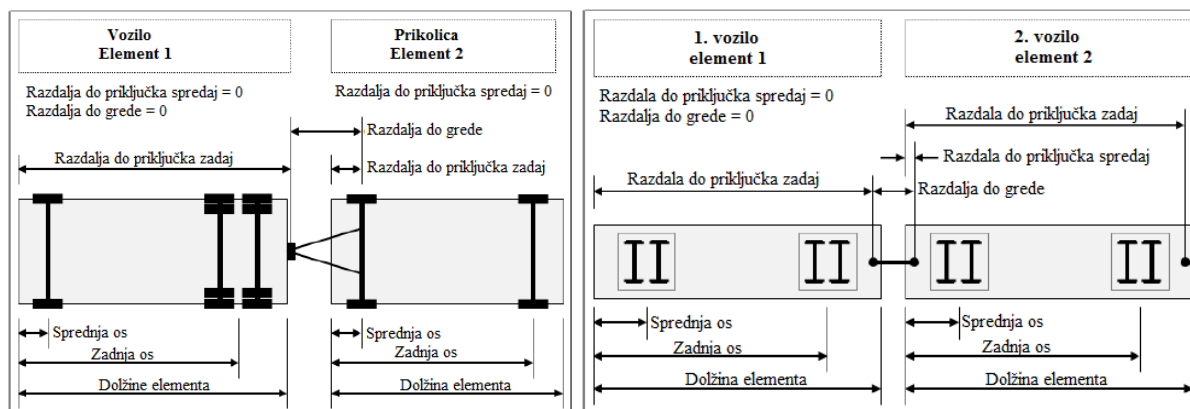 Vozilo
Element 1
Prikolica
Element 2
Razdalja do priključka spredaj = 0
Razdalja do grede = 0
Razdalja do priključka spredaj = 0
Razdalja do grede
Razdalja do priključka zadaj
Razdalja do priključka zadaj
Sprednja os
Zadnja os
Dolžine elementa
Sprednja os
Zadnja os
Dolžina elementa
1. vozilo
element 1
2. vozilo
element 2
Razdala do priključka spredaj = 0
Razdalja do grede = 0
Razdala do priključka zadaj
Razdala do priključka spredaj
Razdala do priključka zadaj
Razdalja do grede
Sprednja os
Zadnja os
Dolžina elementa
Sprednja os
Zadnja os
Dolžina elementa